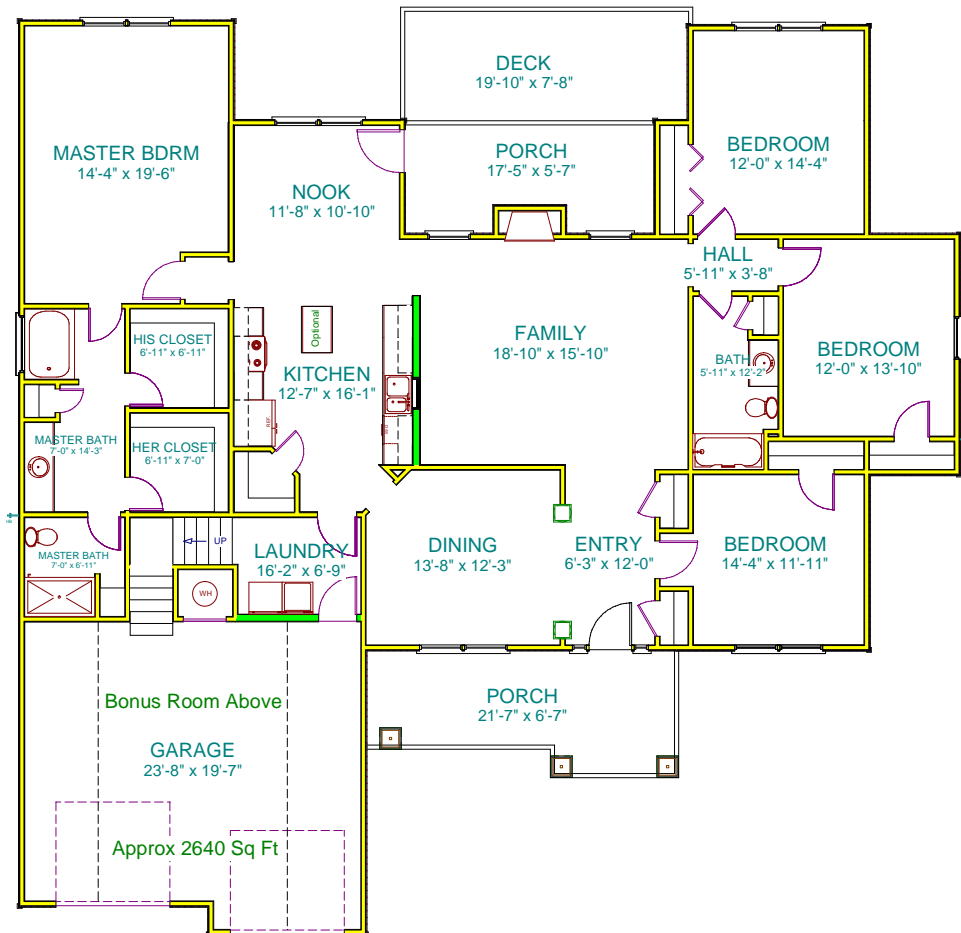 DECK
19'-10" x 7'-8"
MASTER BDRM
14'-4" x 19'-6"
PORCH
17'-5" x 5'-7"
BEDROOM
12'-0" x 14'-4"
NOOK
11'-8" x 10'-10"
HALL
5'-11" x 3'-8"
HIS CLOSET
6'-11" x 6'-11"
Optional
FAMILY
18'-10" x 15'-10"
BATH
5'-11" x 12'-2"
BEDROOM
12'-0" x 13'-10"
KITCHEN
12'-7" x 16'-1"
REF.
MASTER BATH
7'-0" x 14'-3"
HER CLOSET
6'-11" x 7'-0"
UP
LAUNDRY
16'-2" x 6'-9"
DINING
13'-8" x 12'-3"
ENTRY
6'-3" x 12'-0"
BEDROOM
14'-4" x 11'-11"
MASTER BATH
7'-0" x 6'-11"
WH
Bonus Room Above
PORCH
21'-7" x 6'-7"
GARAGE
23'-8" x 19'-7"
Approx 2640 Sq Ft